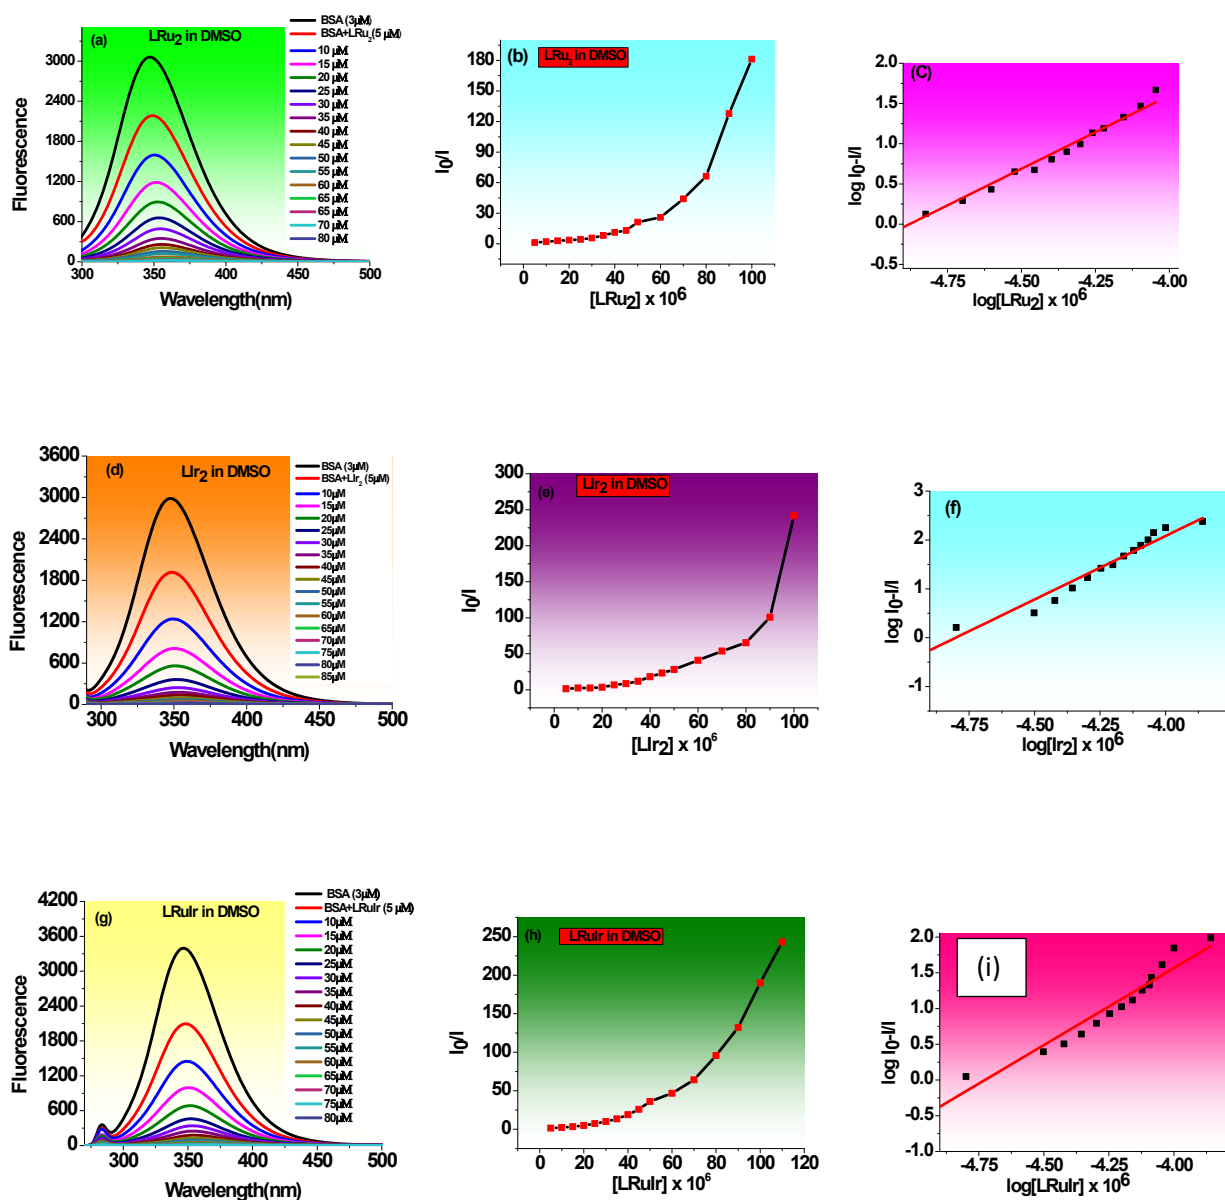 (a)
LRu2 in DMSO
BSA (3µM)
BSA+LRu2(5 µM)
10 µM
15 µM
20 µM
25 µM
30 µM
35 µM
40 µM
45 µM
50 µM
55 µM
60 µM
65 µM
65 µM
70 µM
80 µM
3000
2400
1800
1200
600
0
300 350 400 450 500
Fluorescence
Wavelength(nm)
(b)
LRu2 in DMSO
180
150
120
90
60
30
0
0 20 40 60 80 100
I0/I
[LRu2] x 10^6
(C)
2.0
1.5
1.0
0.5
0.0
-0.5
-4.75 -4.50 -4.25 -4.00
log I0-I/I
log[LRu2] x 10^6
(d)
LIr2 in DMSO
BSA (3µM)
BSA+LIr2 (5µM)
10µM
15µM
20µM
25µM
30µM
35µM
40µM
45µM
50µM
55µM
60µM
65µM
70µM
75µM
80µM
85µM
3600
3000
2400
1800
1200
600
0
300 350 400 450 500
Fluorescence
Wavelength(nm)
(e)
LIr2 in DMSO
300
250
200
150
100
50
0
0 20 40 60 80 100
I0/I
[LIr2] x 10^6
(f)
3
2
1
0
-1
-4.75 -4.50 -4.25 -4.00
log I0-I/I
log[Ir2] x 10^6
(g)
LRuIr in DMSO
BSA (3µM)
BSA+LRuIr (5 µM)
10µM
15µM
20µM
25µM
30µM
35µM
40µM
45µM
50µM
55µM
60µM
65µM
70µM
75µM
80µM
4200
3600
3000
2400
1800
1200
600
0
300 350 400 450 500
Fluorescence
Wavelength(nm)
(h)
LRuIr in DMSO
250
200
150
100
50
0
0 20 40 60 80 100 120
I0/I
[LRuIr] x 10^6
(i)
2.0
1.5
1.0
0.5
0.0
-0.5
-1.0
-4.75 -4.50 -4.25 -4.00
log I0-I/I
log[LRuIr] x 10^6